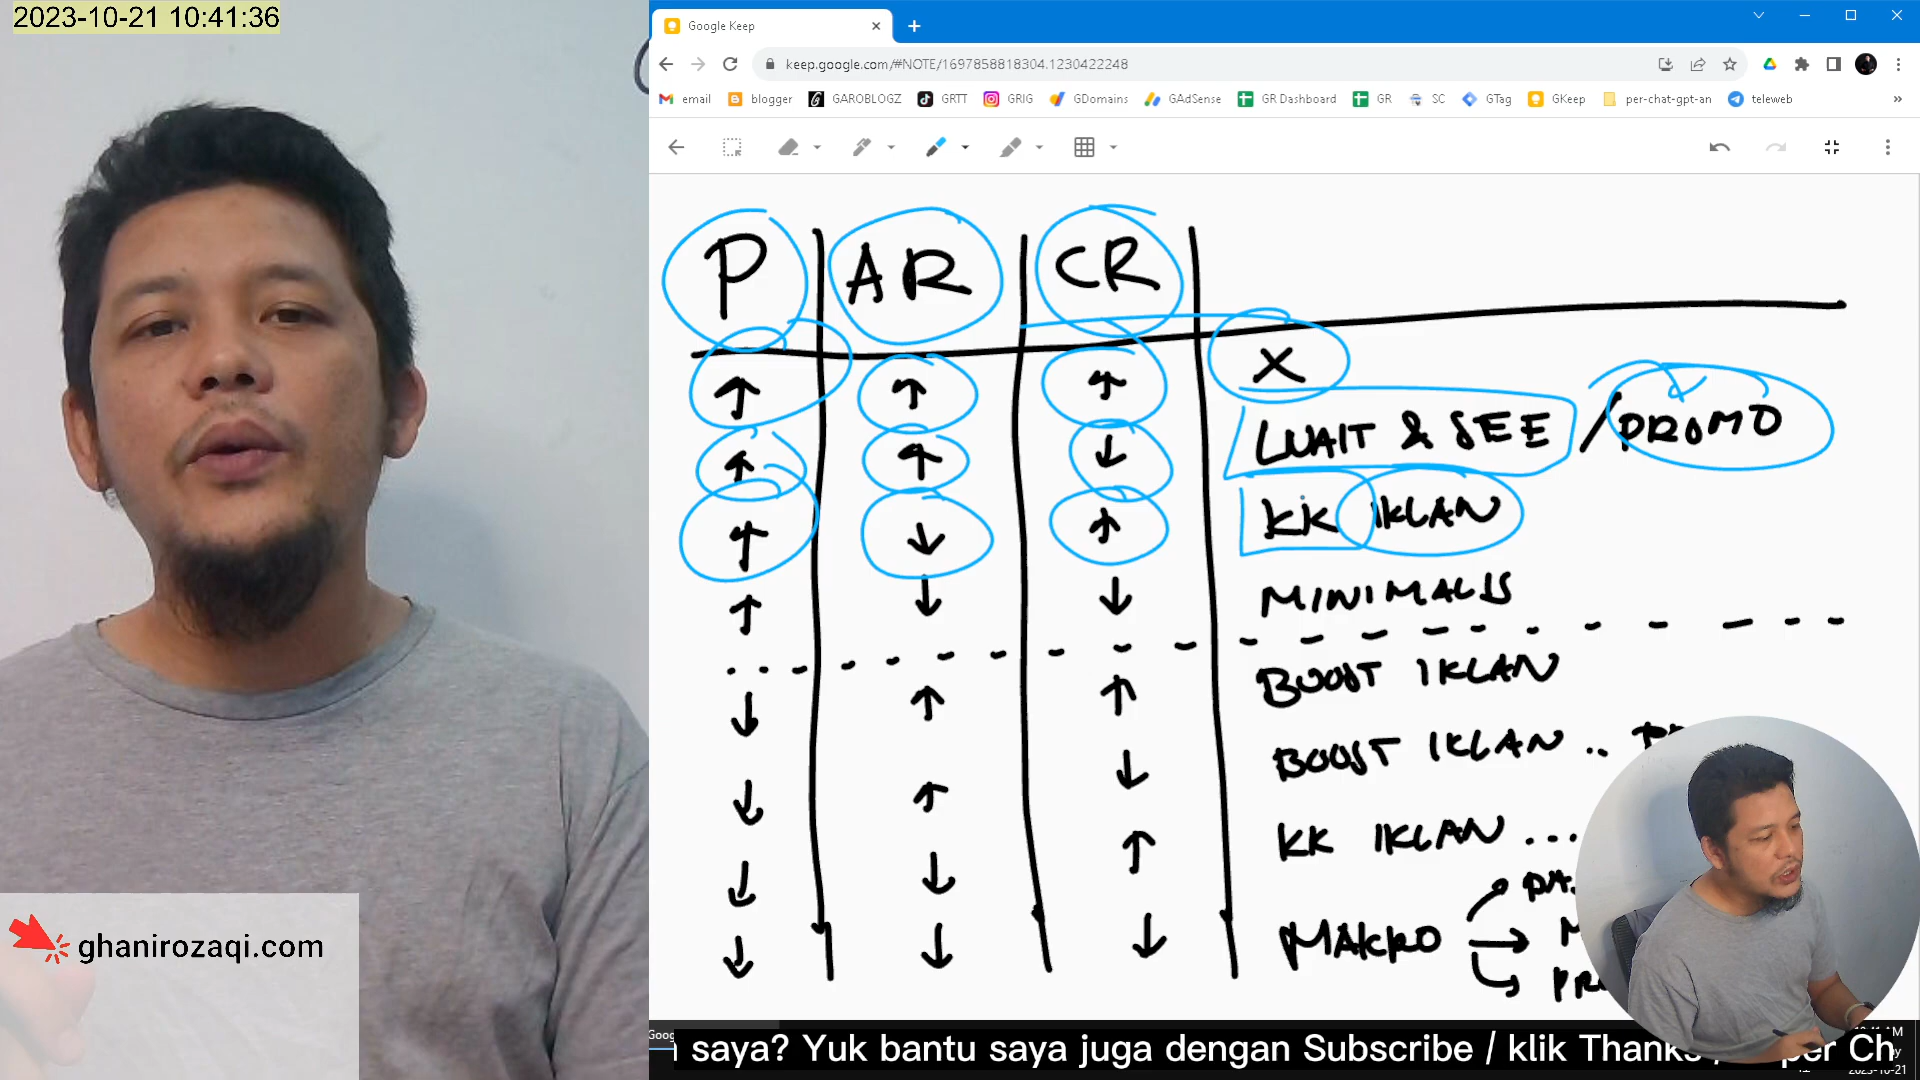 2023-10-21 10:41:36
Google Keep
keep.google.com/#NOTE/1697858818304.1230422248
email blogger GAROBLOGZ GRTT GRIG GDomains GAdSense GR Dashboard GR SC GTag GKeep per-chat-gpt-an teleweb
P AR CR
↑ ↑ ↑ X
↑ ↑ ↓ WAIT & SEE / PROMO
↑ ↓ ↑ KK IKLAN
↑ ↓ ↓ MINIMALIS
↓ ↑ ↑ BOOST IKLAN
↓ ↑ ↓ BOOST IKLAN ..
↓ ↓ ↑ KK IKLAN ...
↓ ↓ ↓ MAKRO
ghanirozaqi.com
saya? Yuk bantu saya juga dengan Subscribe / klik Thanks /
2023-10-21